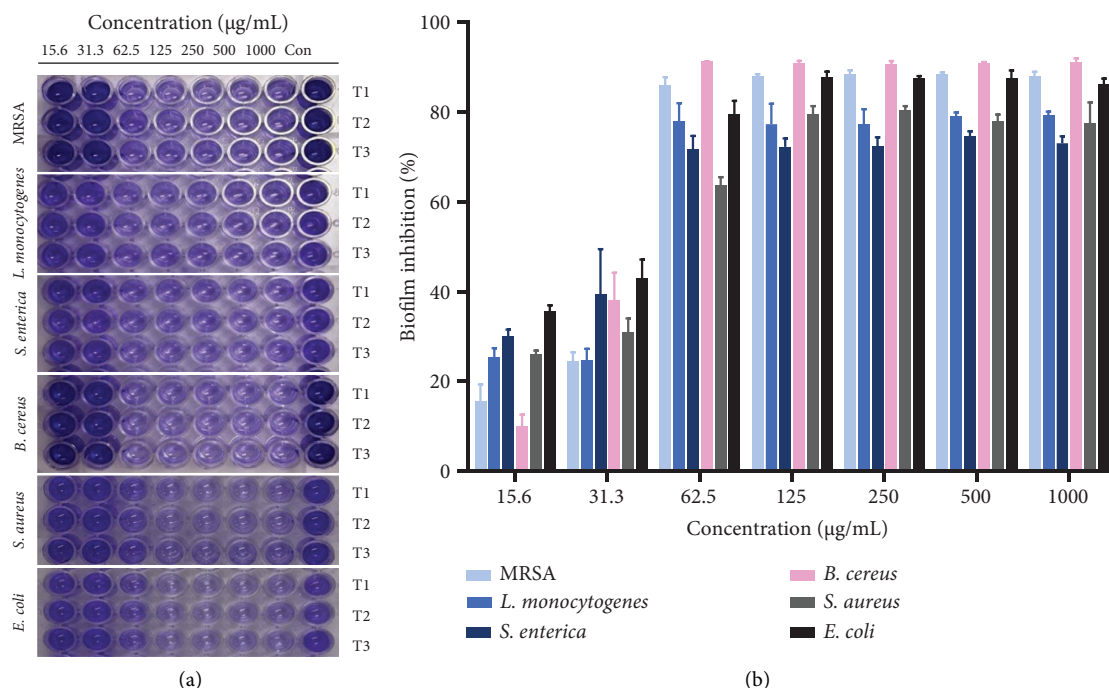 Concentration (µg/mL)
15.6 31.3 62.5 125 250 500 1000 Con
MRSA
T1
T2
T3
L. monocytogenes
T1
T2
T3
S. enterica
T1
T2
T3
B. cereus
T1
T2
T3
S. aureus
T1
T2
T3
E. coli
T1
T2
T3
(a)
Biofilm inhibition (%)
100
80
60
40
20
0
15.6 31.3 62.5 125 250 500 1000
Concentration (µg/mL)
MRSA
L. monocytogenes
S. enterica
B. cereus
S. aureus
E. coli
(b)